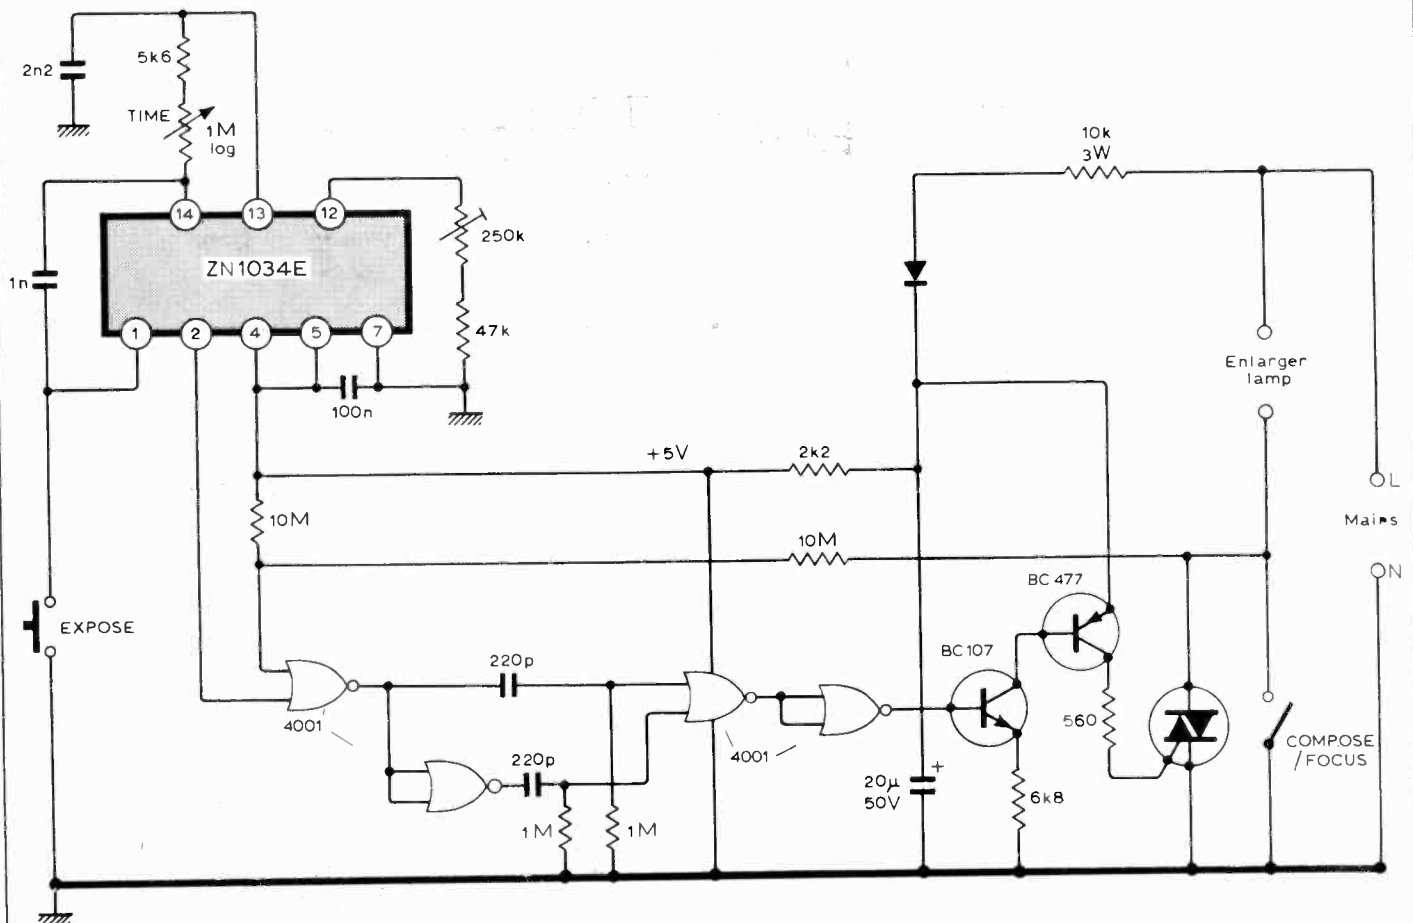 5k6
2n2
TIME
1M
log
10k
3W
14
13
12
250k
ZN1034E
1n
1
2
4
5
7
47k
100n
Enlarger
lamp
+5V
2k2
L
Mains
N
10M
10M
BC 477
EXPOSE
BC107
220p
4001
560
COMPOSE
/FOCUS
220p
4001
+
20μ
50V
6k8
1M
1M